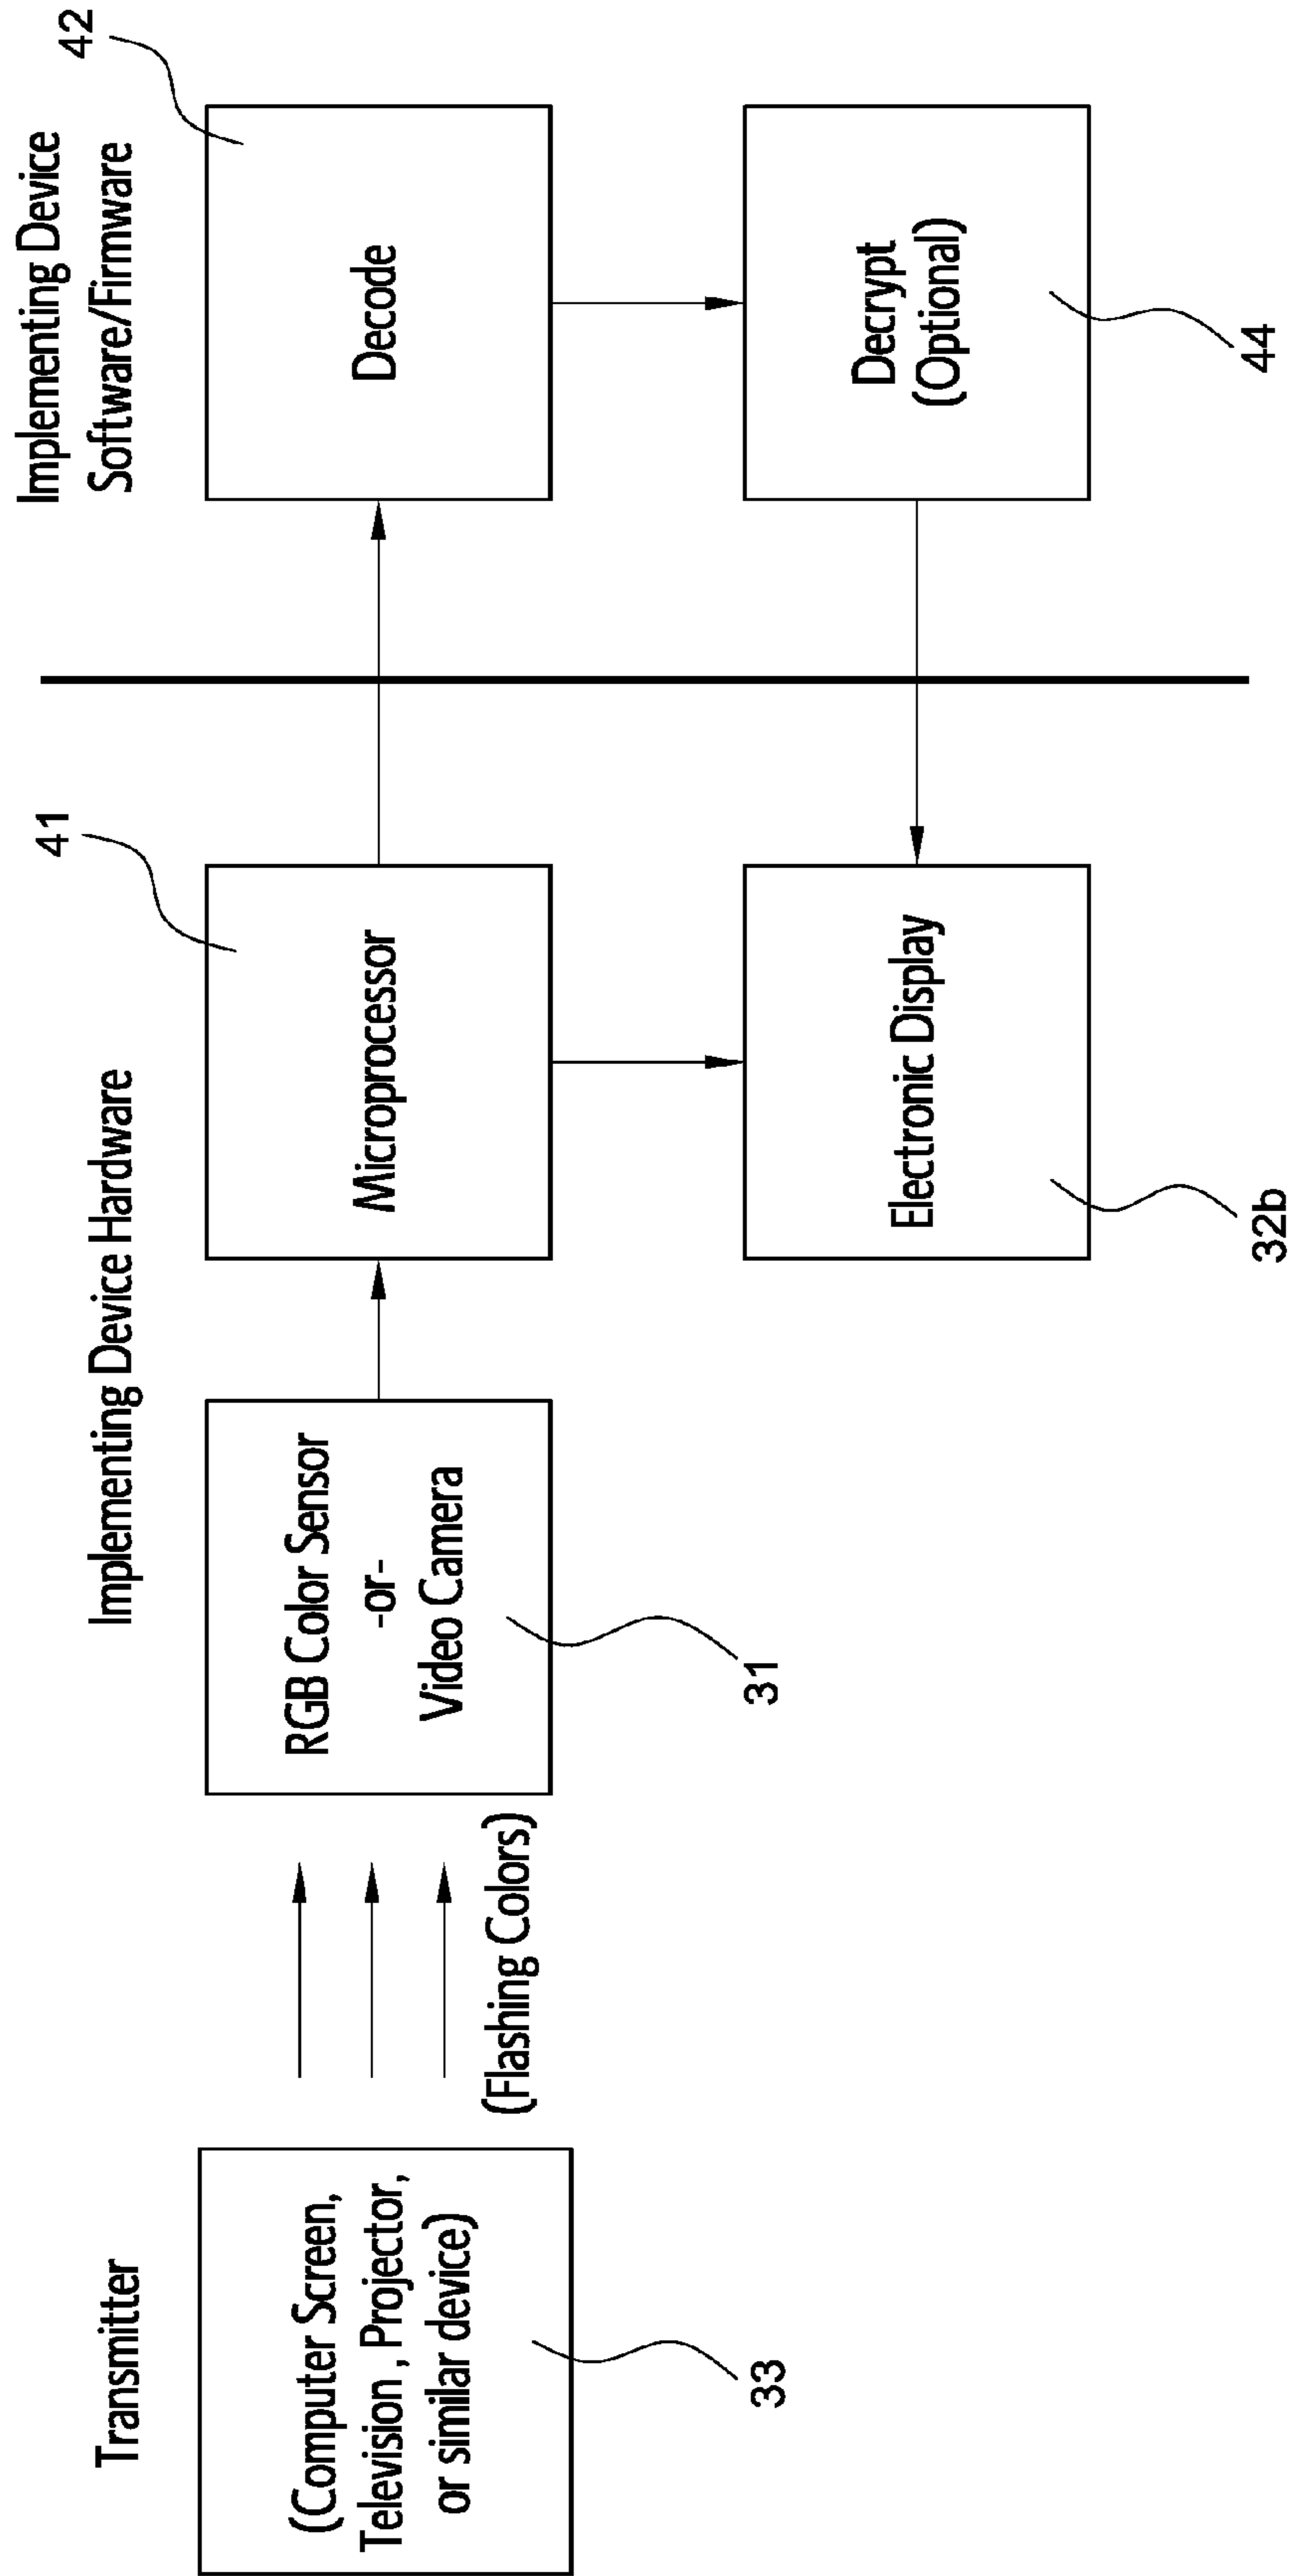 Transmitter
(Computer Screen,
Television , Projector,
or similar device)
33
(Flashing Colors)
Implementing Device Hardware
RGB Color Sensor
-or-
Video Camera
31
Microprocessor
41
Electronic Display
32b
Implementing Device
Software/Firmware
Decode
42
Decrypt
(Optional)
44